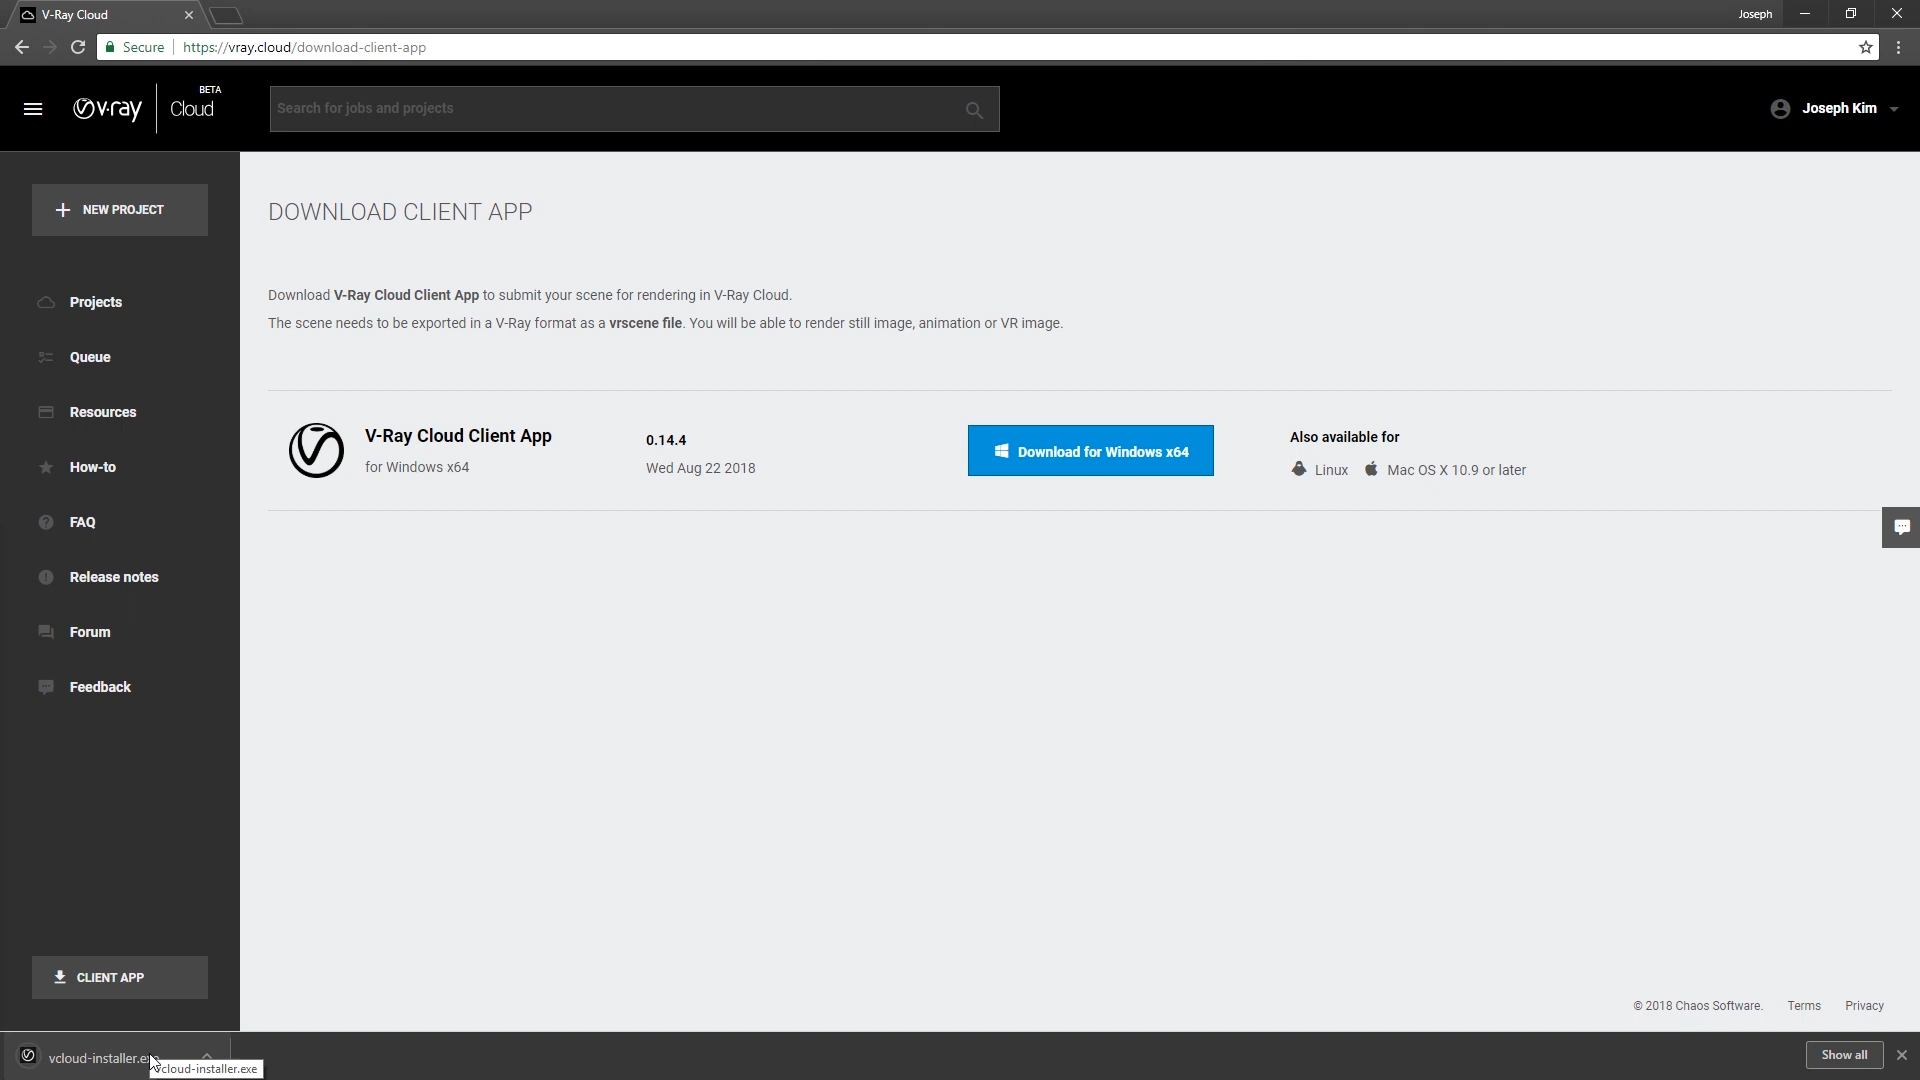 V-Ray Cloud
Joseph
Secure
https://vray.cloud/download-client-app
v·ray
Cloud
BETA
Search for jobs and projects
Joseph Kim
NEW PROJECT
Projects
Queue
Resources
How-to
FAQ
Release notes
Forum
Feedback
CLIENT APP
DOWNLOAD CLIENT APP
Download V-Ray Cloud Client App to submit your scene for rendering in V-Ray Cloud.
The scene needs to be exported in a V-Ray format as a vrscene file. You will be able to render still image, animation or VR image.
V-Ray Cloud Client App
for Windows x64
0.14.4
Wed Aug 22 2018
Download for Windows x64
Also available for
Linux
Mac OS X 10.9 or later
© 2018 Chaos Software.
Terms
Privacy
vcloud-installer.exe
vcloud-installer.exe
Show all